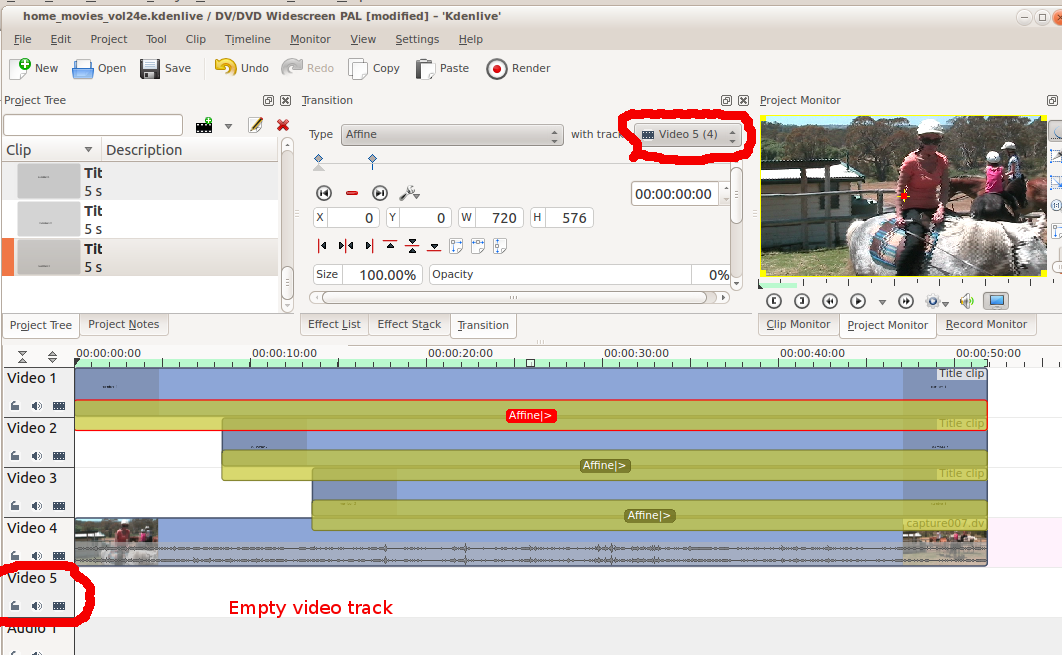 home_movies_vol24e.kdenlive / DV/DVD Widescreen PAL [modified] – 'Kdenlive'
File Edit Project Tool Clip Timeline Monitor View Settings Help
New Open Save Undo Redo Copy Paste Render
Project Tree
Transition
Project Monitor
Type Affine with track Video 5 (4)
Clip Description
Tit
5 s
Tit
5 s
Tit
5 s
00:00:00:00
X 0 Y 0 W 720 H 576
Size 100.00% Opacity 0%
Project Tree Project Notes
Effect List Effect Stack Transition
Clip Monitor Project Monitor Record Monitor
00:00:00:00 00:00:10:00 00:00:20:00 00:00:30:00 00:00:40:00 00:00:50:00
Video 1
Title clip
Affine|>
Video 2
Title clip
Affine|>
Video 3
Title clip
Affine|>
Video 4
capture007.dv
Video 5
Empty video track
Audio 1